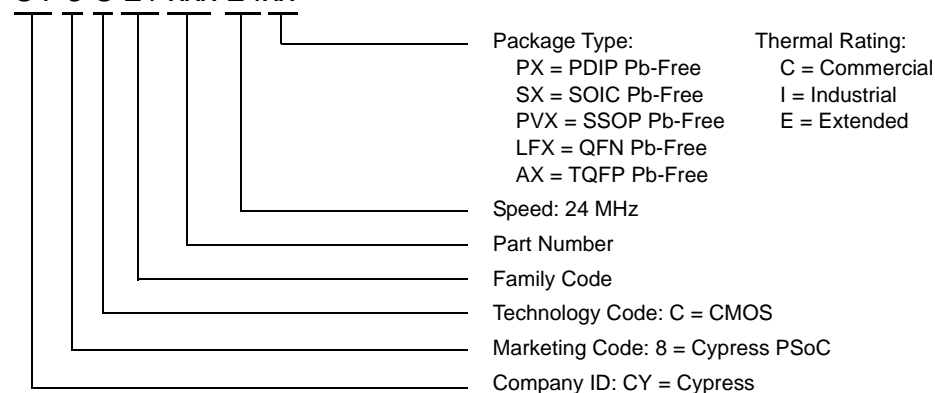 Package Type:
PX = PDIP Pb-Free
SX = SOIC Pb-Free
PVX = SSOP Pb-Free
LFX = QFN Pb-Free
AX = TQFP Pb-Free
Thermal Rating:
C = Commercial
I = Industrial
E = Extended
Speed: 24 MHz
Part Number
Family Code
Technology Code: C = CMOS
Marketing Code: 8 = Cypress PSoC
Company ID: CY = Cypress